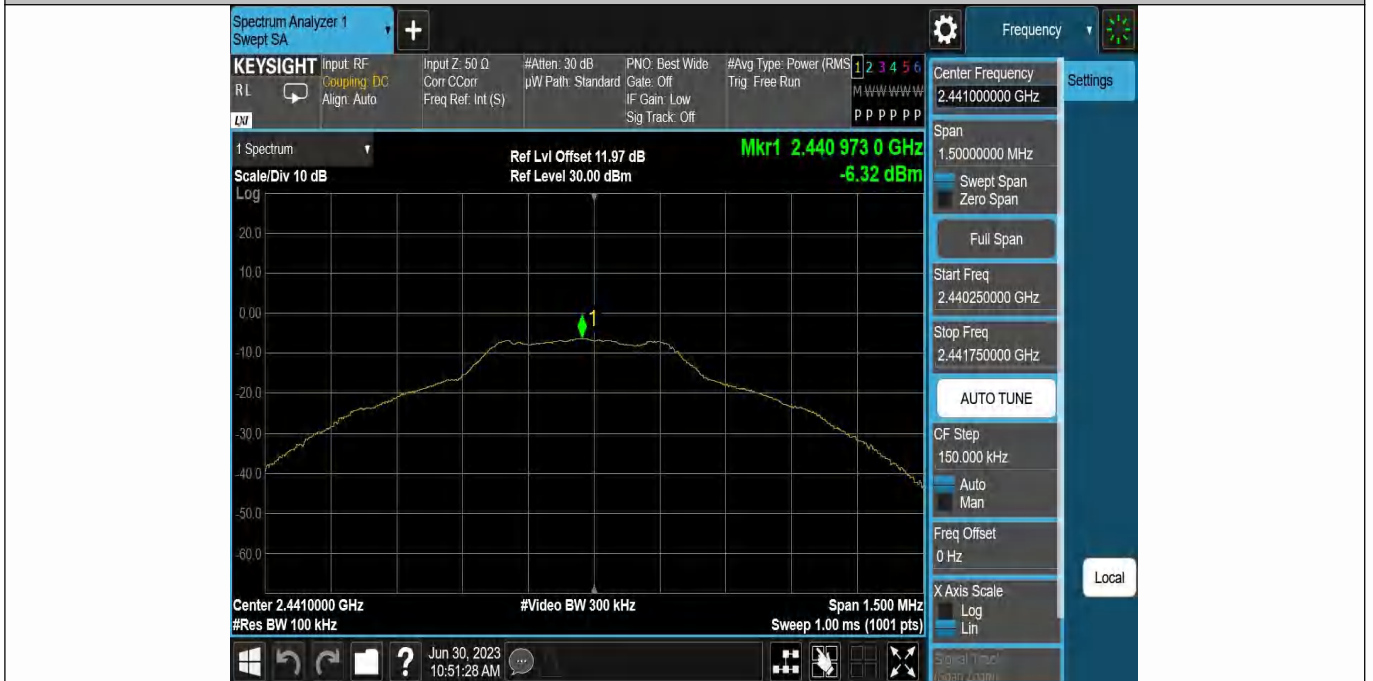 Spectrum Analyzer 1
Swept SA
+
Frequency
KEYSIGHT
R L
LXI
Input: RF
Coupling: DC
Align: Auto
Input Z: 50 Ω
Corr CCorr
Freq Ref: Int (S)
#Atten: 30 dB
µW Path: Standard
PNO: Best Wide
Gate: Off
IF Gain: Low
Sig Track: Off
#Avg Type: Power (RMS
Trig: Free Run
1 2 3 4 5 6
M W W W W W
P P P P P P
1 Spectrum
Scale/Div 10 dB
Ref Lvl Offset 11.97 dB
Ref Level 30.00 dBm
Mkr1 2.440 973 0 GHz
-6.32 dBm
Log
20.0
10.0
0.00
-10.0
-20.0
-30.0
-40.0
-50.0
-60.0
1
Center 2.4410000 GHz
#Res BW 100 kHz
#Video BW 300 kHz
Span 1.500 MHz
Sweep 1.00 ms (1001 pts)
Center Frequency
2.441000000 GHz
Settings
Span
1.50000000 MHz
Swept Span
Zero Span
Full Span
Start Freq
2.440250000 GHz
Stop Freq
2.441750000 GHz
AUTO TUNE
CF Step
150.000 kHz
Auto
Man
Freq Offset
0 Hz
X Axis Scale
Log
Lin
Local
Signal Track
(Span Zoom)
?
Jun 30, 2023
10:51:28 AM